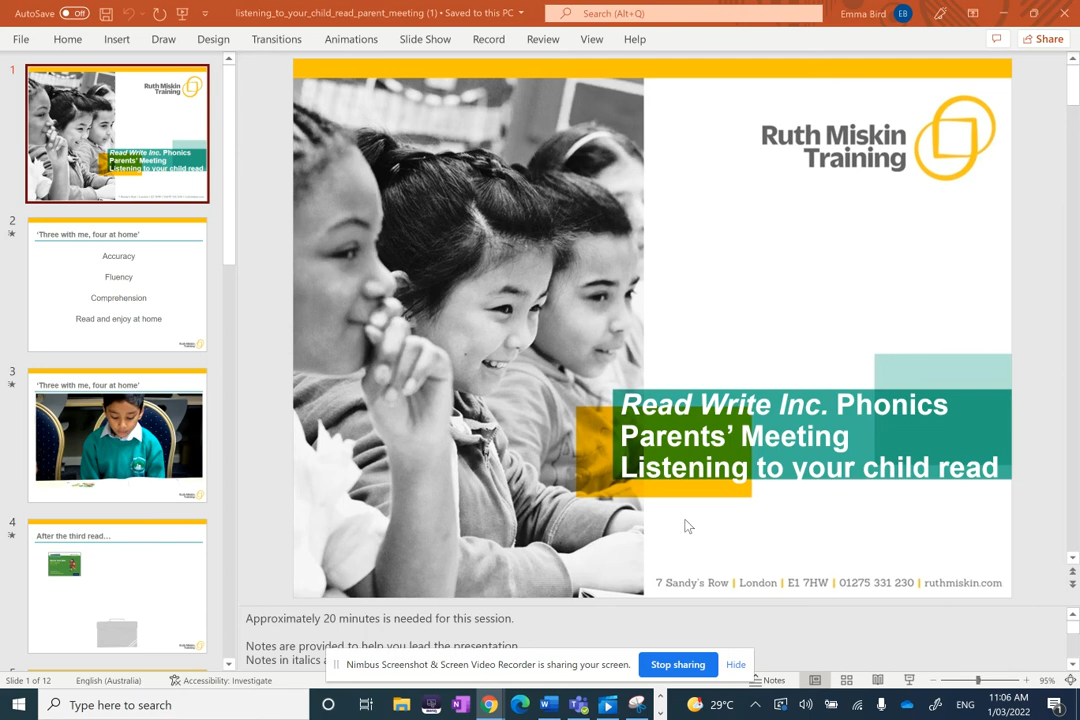 AutoSave Off listening_to_your_child_read_parent_meeting (1) • Saved to this PC Search (Alt+Q) Emma Bird EB
File Home Insert Draw Design Transitions Animations Slide Show Record Review View Help Share
1
Ruth Miskin
Training
Read Write Inc. Phonics
Parents' Meeting
Listening to your child read
2
'Three with me, four at home'
Accuracy
Fluency
Comprehension
Read and enjoy at home
3
'Three with me, four at home'
4
After the third read...
Ruth Miskin
Training
Read Write Inc. Phonics
Parents' Meeting
Listening to your child read
7 Sandy's Row | London | E1 7HW | 01275 331 230 | ruthmiskin.com
Approximately 20 minutes is needed for this session.
Notes are provided to help you lead the presentation
Notes in italics
Nimbus Screenshot & Screen Video Recorder is sharing your screen. Stop sharing Hide
Slide 1 of 12 English (Australia) Accessibility: Investigate Notes 95%
Type here to search 29°C ENG 11:06 AM
1/03/2022